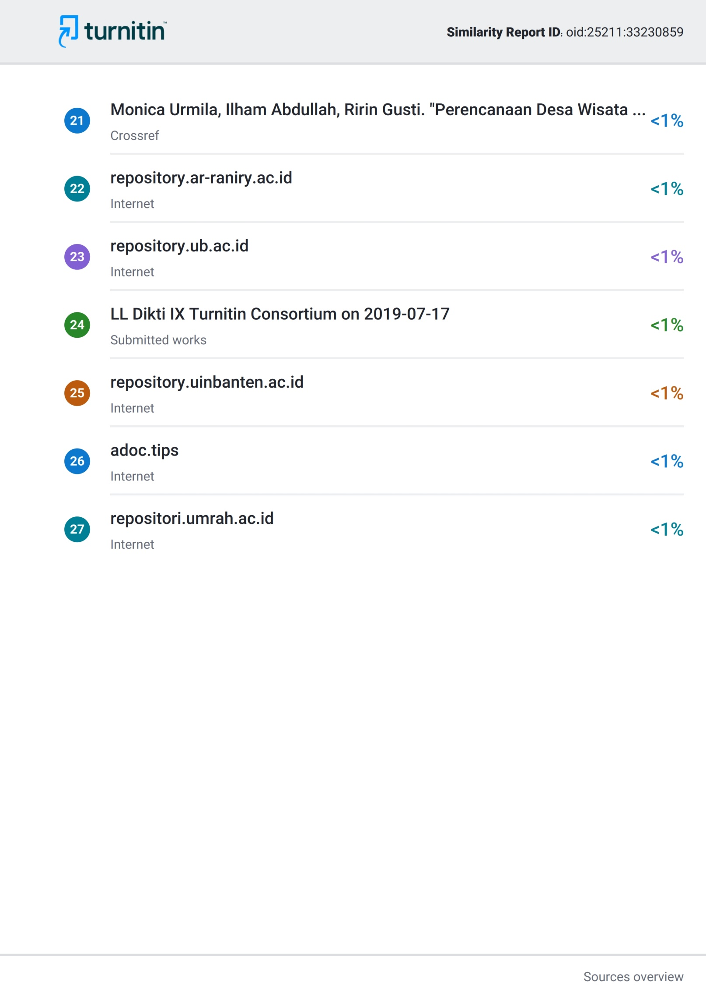 turnitin™
Similarity Report ID: oid:25211:33230859
21
Monica Urmila, Ilham Abdullah, Ririn Gusti. "Perencanaan Desa Wisata ...
<1%
Crossref
22
repository.ar-raniry.ac.id
<1%
Internet
23
repository.ub.ac.id
<1%
Internet
24
LL Dikti IX Turnitin Consortium on 2019-07-17
<1%
Submitted works
25
repository.uinbanten.ac.id
<1%
Internet
26
adoc.tips
<1%
Internet
27
repositori.umrah.ac.id
<1%
Internet
Sources overview